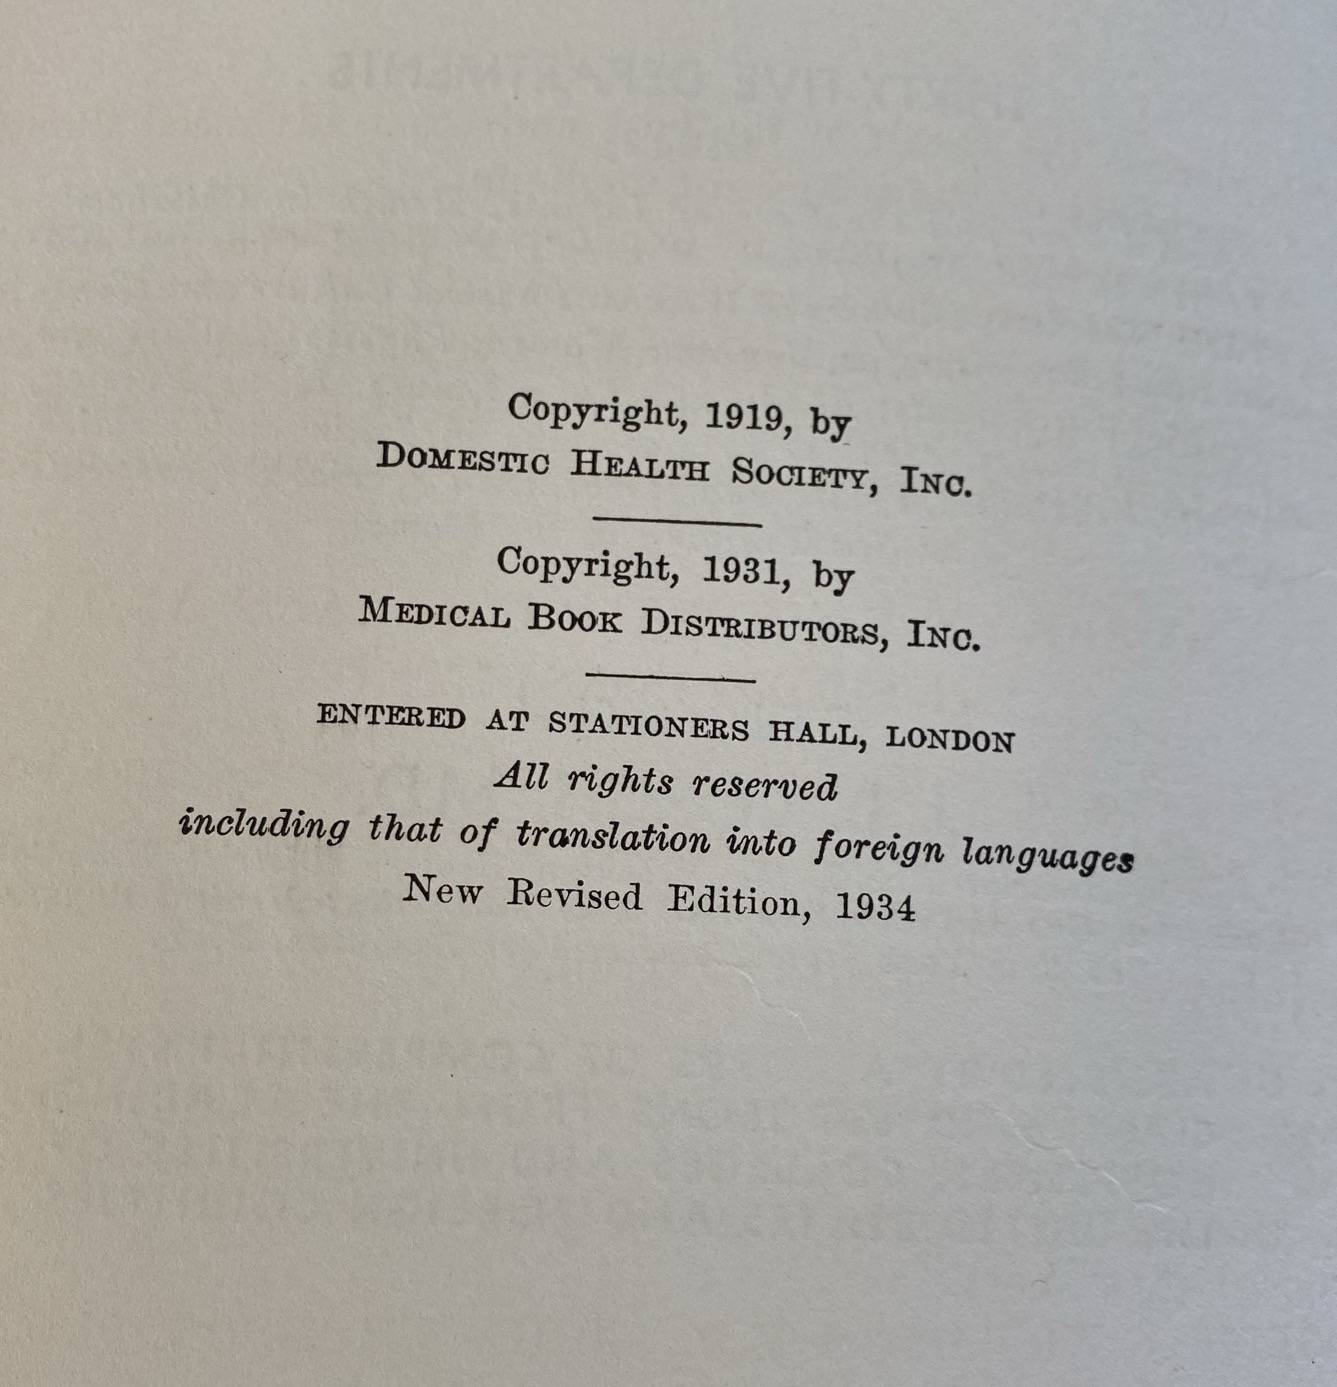 Copyright, 1919, by
DOMESTIC HEALTH SOCIETY, INC.
Copyright, 1931, by
MEDICAL BOOK DISTRIBUTORS, INC.
ENTERED AT STATIONERS HALL, LONDON
All rights reserved
including that of translation into foreign languages
New Revised Edition, 1934